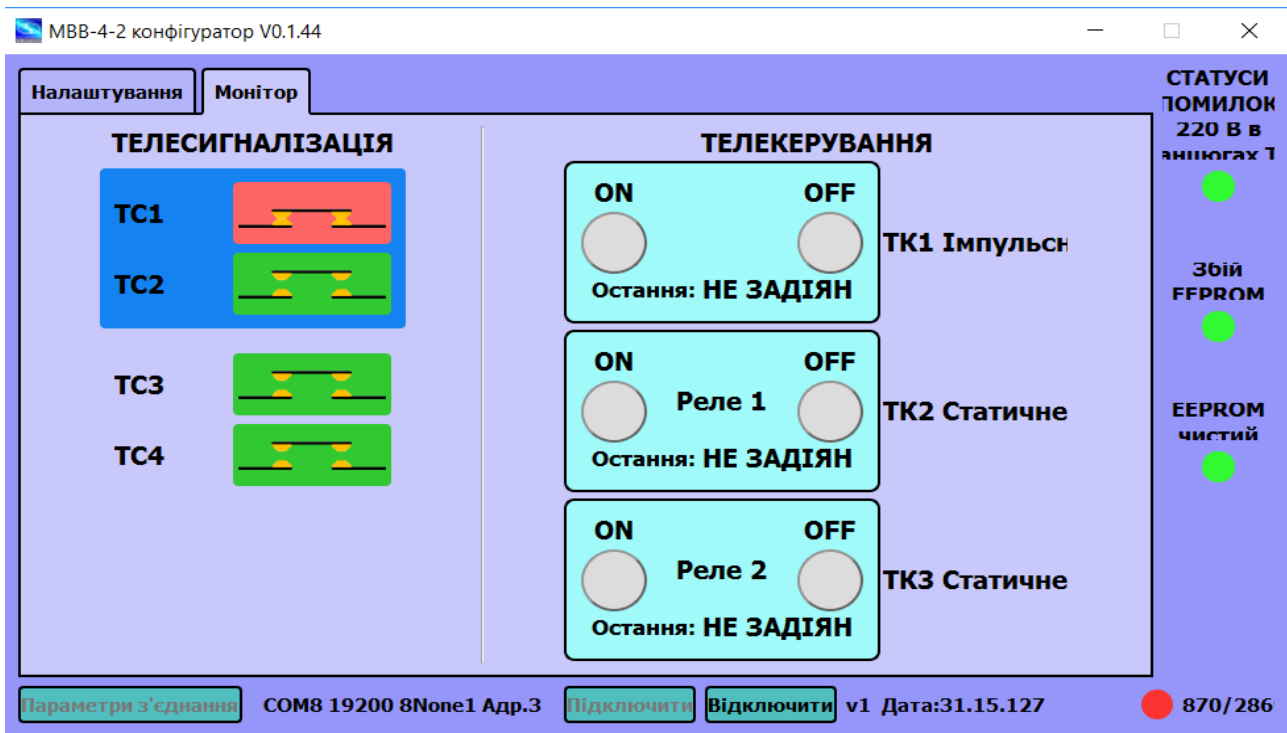 МВВ-4-2 конфігуратор V0.1.44
Налаштування
Монітор
ТЕЛЕСИГНАЛІЗАЦІЯ
ТС1
ТС2
ТС3
ТС4
ТЕЛЕКЕРУВАННЯ
ON OFF
ТК1 Імпульсн
Остання: НЕ ЗАДІЯН
ON OFF
Реле 1
ТК2 Статичне
Остання: НЕ ЗАДІЯН
ON OFF
Реле 2
ТК3 Статичне
Остання: НЕ ЗАДІЯН
СТАТУСИ
ПОМИЛОК
220 В в
анцюгах Т
Збій
EEPROM
EEPROM
чистий
Параметри з'єднання COM8 19200 8None1 Адр.3 Підключити Відключити v1 Дата:31.15.127 870/286